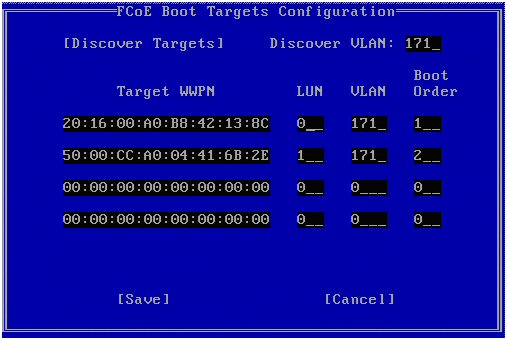 FCoE Boot Targets Configuration
[Discover Targets] Discover VLAN: 171_
Boot
Target WWPN LUN VLAN Order
20:16:00:A0:B8:42:13:8C 0__ 171_ 1__
50:00:CC:A0:04:41:6B:2E 1__ 171_ 2__
00:00:00:00:00:00:00:00 0__ 0___ 0__
00:00:00:00:00:00:00:00 0__ 0___ 0__
[Save] [Cancel]